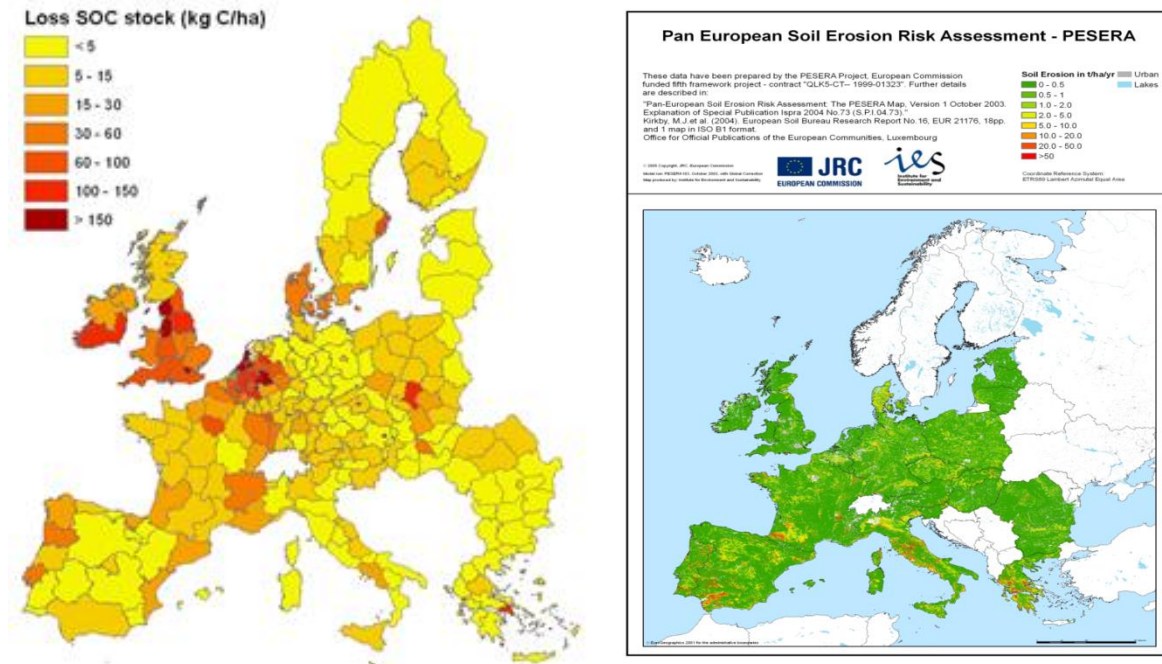 Loss SOC stock (kg C/ha)
< 5
5 - 15
15 - 30
30 - 60
60 - 100
100 - 150
> 150
Pan European Soil Erosion Risk Assessment - PESERA
These data have been prepared by the PESERA Project, European Commission
funded fifth framework project - contract "QLK5-CT-- 1999-01323". Further details
are described in:
"Pan-European Soil Erosion Risk Assessment: The PESERA Map, Version 1 October 2003.
Explanation of Special Publication Ispra 2004 No.73 (S.P.I.04.73)."
Kirkby, M.J.et al. (2004). European Soil Bureau Research Report No.16, EUR 21176, 18pp.
and 1 map in ISO B1 format.
Office for Official Publications of the European Communities, Luxembourg
JRC
EUROPEAN COMMISSION
ies
Institute for
Environment and
Sustainability
Soil Erosion in t/ha/yr
0 - 0.5
0.5 - 1
1.0 - 2.0
2.0 - 5.0
5.0 - 10.0
10.0 - 20.0
20.0 - 50.0
>50
Urban
Lakes
Coordinate Reference System:
ETRS89 Lambert Azimutal Equal Area